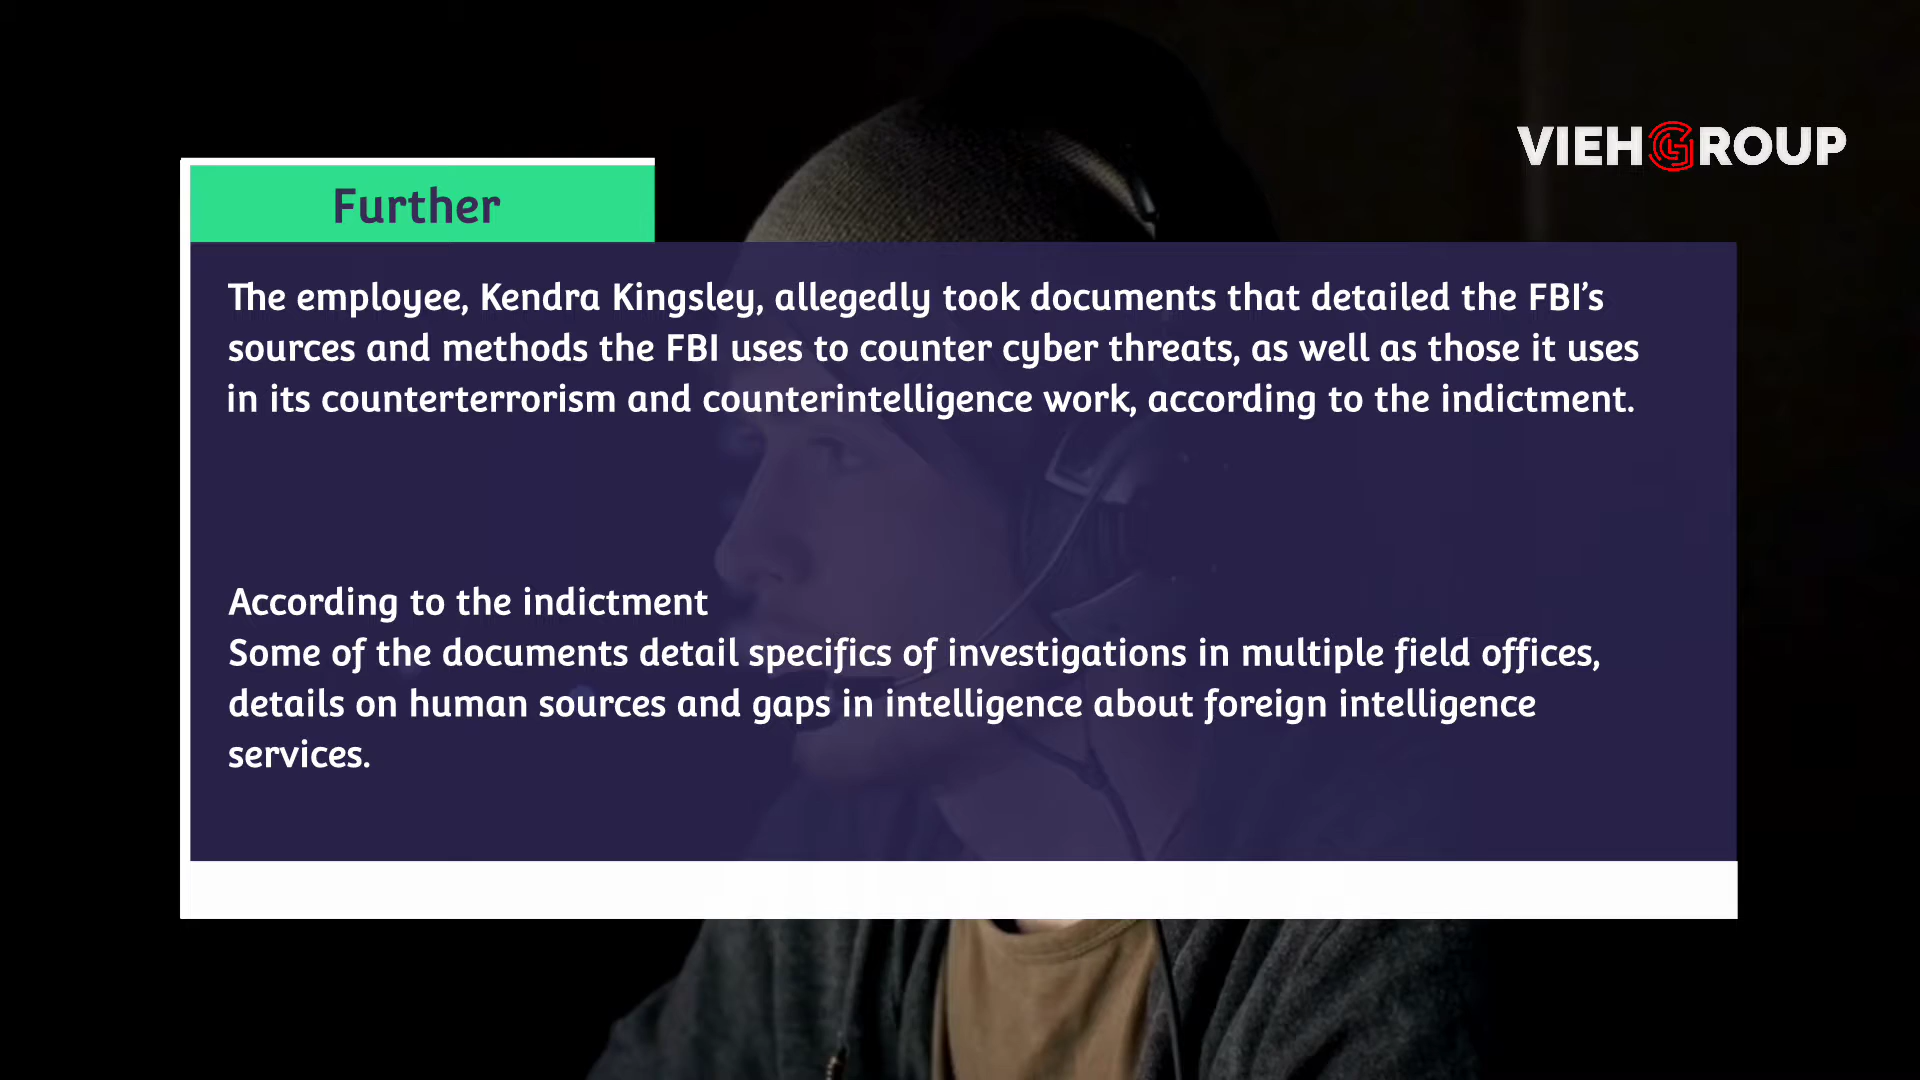 VIEHGROUP
Further
The employee, Kendra Kingsley, allegedly took documents that detailed the FBI’s
sources and methods the FBI uses to counter cyber threats, as well as those it uses
in its counterterrorism and counterintelligence work, according to the indictment.
According to the indictment
Some of the documents detail specifics of investigations in multiple field offices,
details on human sources and gaps in intelligence about foreign intelligence
services.